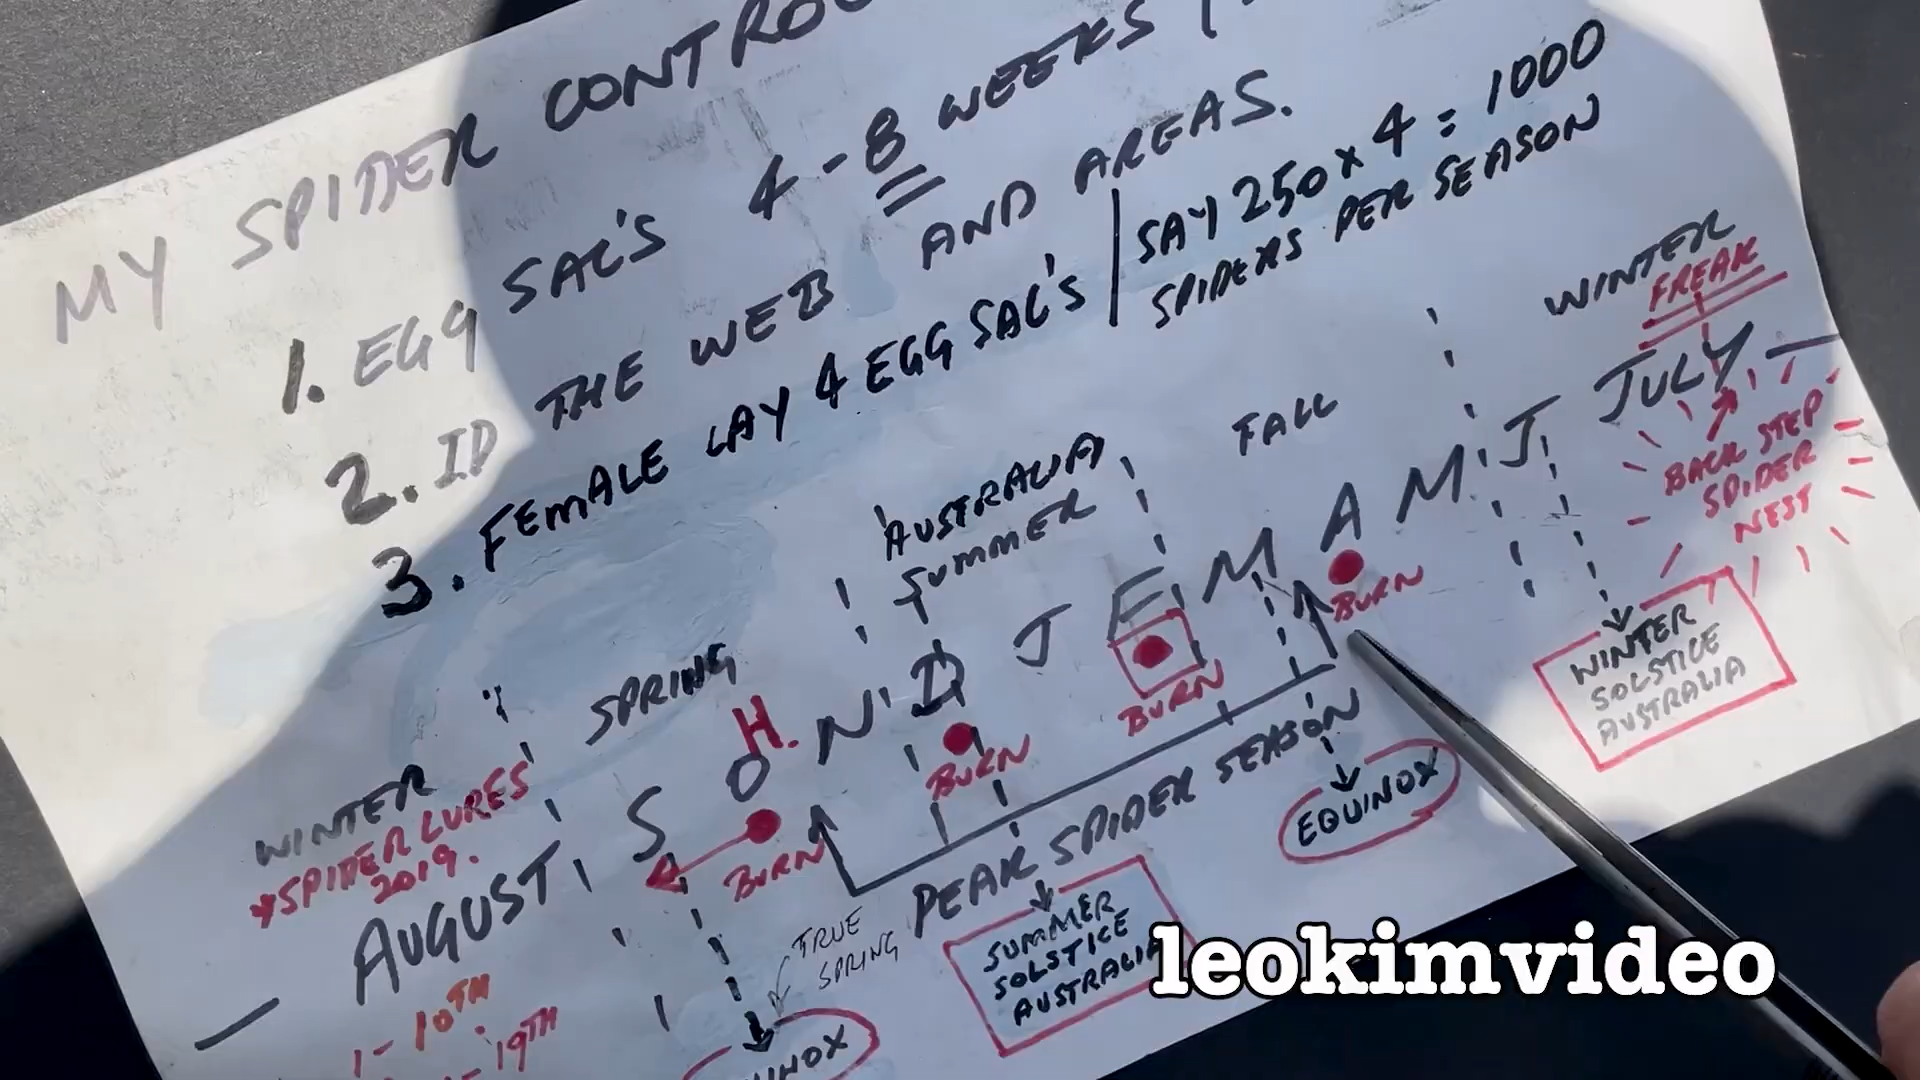 MY SPIDER CONTRO
1. EGG SAC'S 4-8 WEEKS
2. ID THE WEB AND AREAS.
3. FEMALE LAY 4 EGG SAC'S
SAY 250 x 4 = 1000
SPIDERS PER SEASON
WINTER
FREAK
FALL
AUSTRALIA
SUMMER
SPRING
WINTER
*SPIDER LURES
2019.
AUGUST S O N D J F M A M J JULY
H.
BURN
BURN
BURN
BURN
BACK STEP
SPIDER
NEST
PEAK SPIDER SEASON
WINTER
SOLSTICE
AUSTRALIA
EQUINOX
SUMMER
SOLSTICE
AUSTRALIA
TRUE
SPRING
INOX
1 - 10TH
- 19TH
leokimvideo